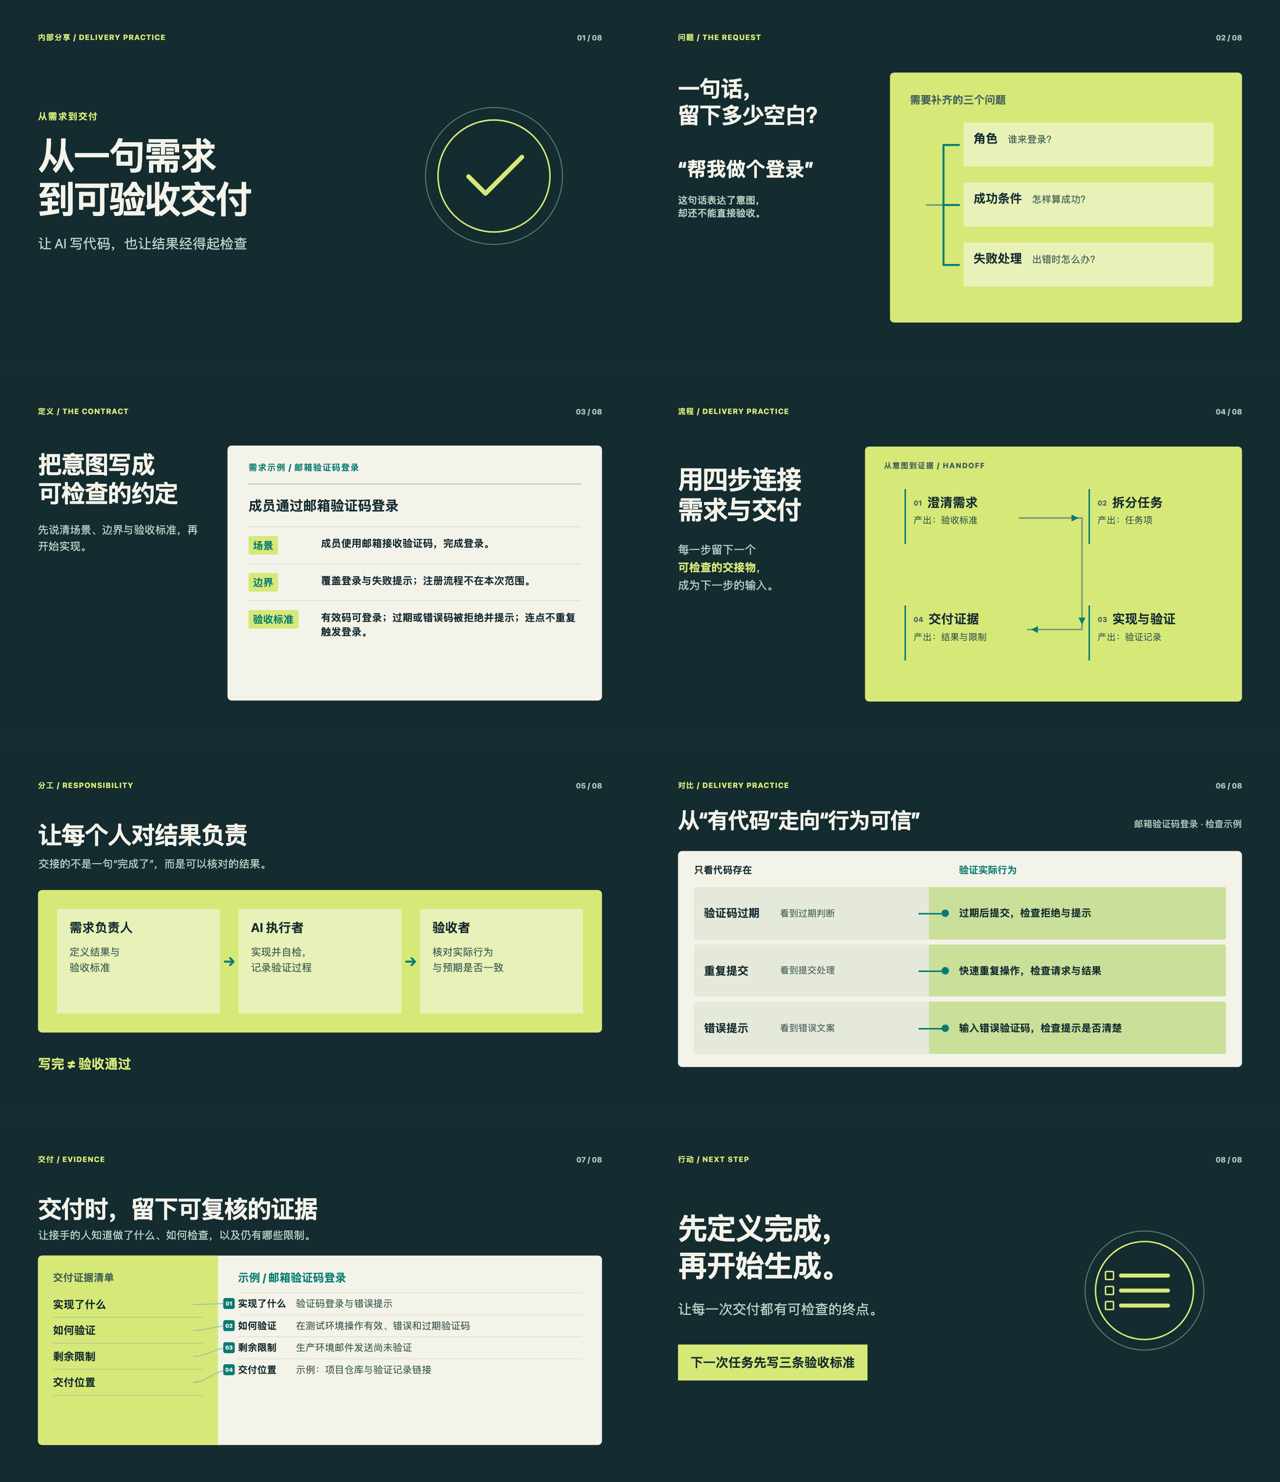 内部分享 / DELIVERY PRACTICE
01 / 08
从需求到交付
从一句需求
到可验收交付
让 AI 写代码，也让结果经得起检查
问题 / THE REQUEST
02 / 08
一句话，
留下多少空白?
“帮我做个登录”
这句话表达了意图，
却还不能直接验收。
需要补齐的三个问题
角色 谁来登录?
成功条件 怎样算成功?
失败处理 出错时怎么办?
定义 / THE CONTRACT
03 / 08
把意图写成
可检查的约定
先说清场景、边界与验收标准，再
开始实现。
需求示例 / 邮箱验证码登录
成员通过邮箱验证码登录
场景 成员使用邮箱接收验证码，完成登录。
边界 覆盖登录与失败提示；注册流程不在本次范围。
验收标准 有效码可登录；过期或错误码被拒绝并提示；连点不重复
触发登录。
流程 / DELIVERY PRACTICE
04 / 08
用四步连接
需求与交付
每一步留下一个
可检查的交接物，
成为下一步的输入。
从意图到证据 / HANDOFF
01 澄清需求
产出：验收标准
02 拆分任务
产出：任务项
04 交付证据
产出：结果与限制
03 实现与验证
产出：验证记录
分工 / RESPONSIBILITY
05 / 08
让每个人对结果负责
交接的不是一句“完成了”，而是可以核对的结果。
需求负责人
定义结果与
验收标准
AI 执行者
实现并自检，
记录验证过程
验收者
核对实际行为
与预期是否一致
写完 ≠ 验收通过
对比 / DELIVERY PRACTICE
06 / 08
从“有代码”走向“行为可信”
邮箱验证码登录 · 检查示例
只看代码存在
验证实际行为
验证码过期 看到过期判断 过期后提交，检查拒绝与提示
重复提交 看到提交处理 快速重复操作，检查请求与结果
错误提示 看到错误文案 输入错误验证码，检查提示是否清楚
交付 / EVIDENCE
07 / 08
交付时，留下可复核的证据
让接手的人知道做了什么、如何检查，以及仍有哪些限制。
交付证据清单
实现了什么
如何验证
剩余限制
交付位置
示例 / 邮箱验证码登录
01 实现了什么 验证码登录与错误提示
02 如何验证 在测试环境操作有效、错误和过期验证码
03 剩余限制 生产环境邮件发送尚未验证
04 交付位置 示例：项目仓库与验证记录链接
行动 / NEXT STEP
08 / 08
先定义完成，
再开始生成。
让每一次交付都有可检查的终点。
下一次任务先写三条验收标准